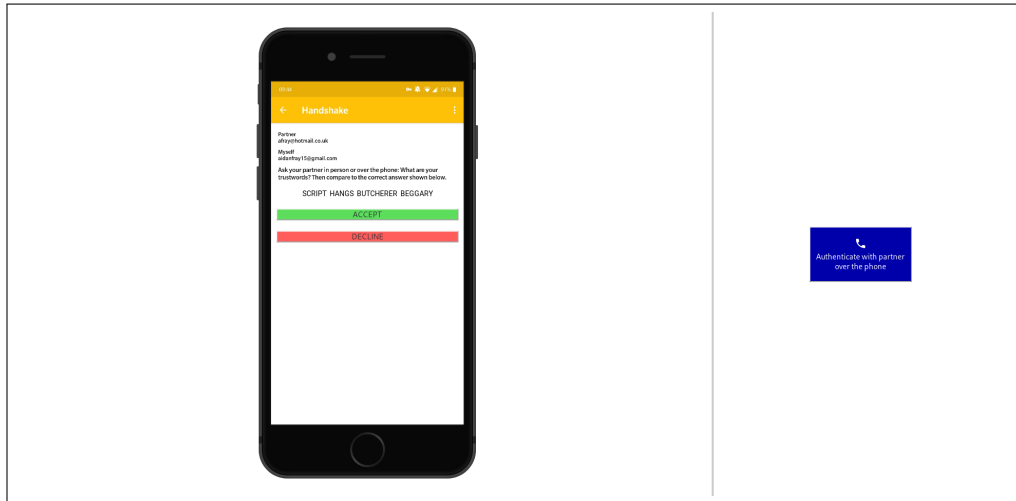 Handshake
Partner
afray@hotmail.co.uk
Myself
aidanfray15@gmail.com
Ask your partner in person or over the phone: What are your
trustwords? Then compare to the correct answer shown below.
SCRIPT HANGS BUTCHERER BEGGARY
ACCEPT
DECLINE
Authenticate with partner
over the phone